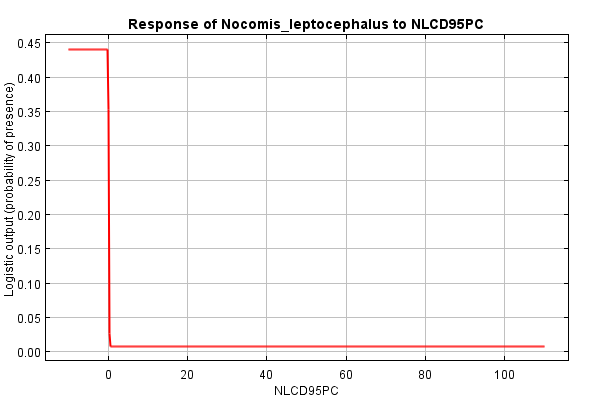 Response of Nocomis_leptocephalus to NLCD95PC
Logistic output (probability of presence)
0.45
0.40
0.35
0.30
0.25
0.20
0.15
0.10
0.05
0.00
0 20 40 60 80 100
NLCD95PC